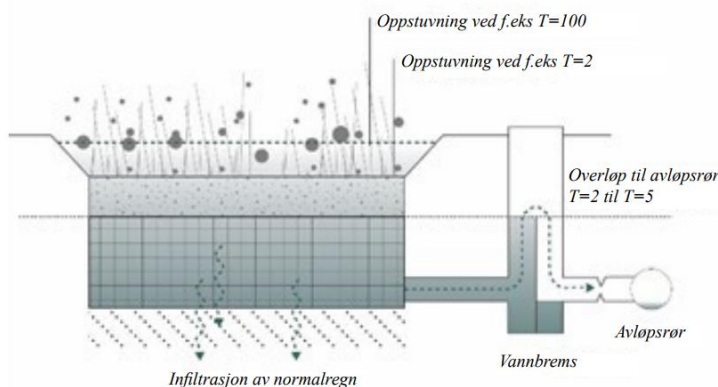 Oppstuvning ved f.eks T=100
Oppstuvning ved f.eks T=2
Overløp til avløpsrør
T=2 til T=5
Avløpsrør
Vannbrems
Infiltrasjon av normalregn